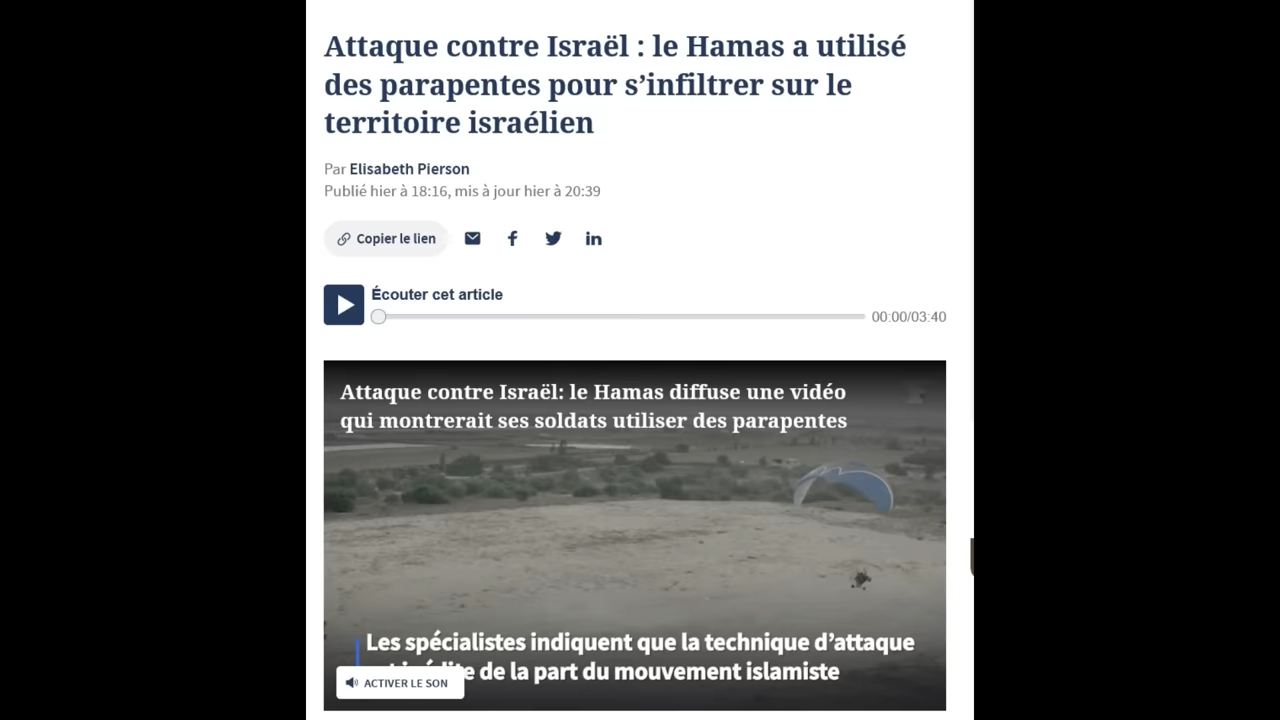 Attaque contre Israël : le Hamas a utilisé
des parapentes pour s’infiltrer sur le
territoire israélien
Par Elisabeth Pierson
Publié hier à 18:16, mis à jour hier à 20:39
Copier le lien
Écouter cet article
00:00/03:40
Attaque contre Israël: le Hamas diffuse une vidéo
qui montrerait ses soldats utiliser des parapentes
Les spécialistes indiquent que la technique d’attaque
de la part du mouvement islamiste
ACTIVER LE SON